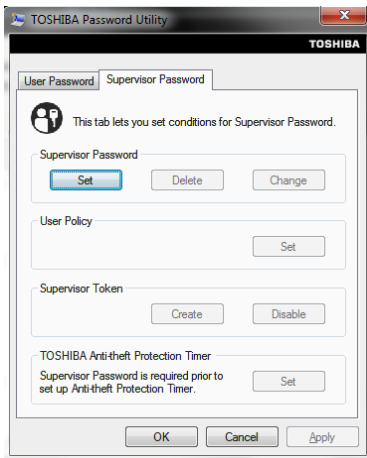 TOSHIBA Password Utility
TOSHIBA
User Password Supervisor Password
This tab lets you set conditions for Supervisor Password.
Supervisor Password
Set Delete Change
User Policy
Set
Supervisor Token
Create Disable
TOSHIBA Anti-theft Protection Timer
Supervisor Password is required prior to
set up Anti-theft Protection Timer.
Set
OK Cancel Apply